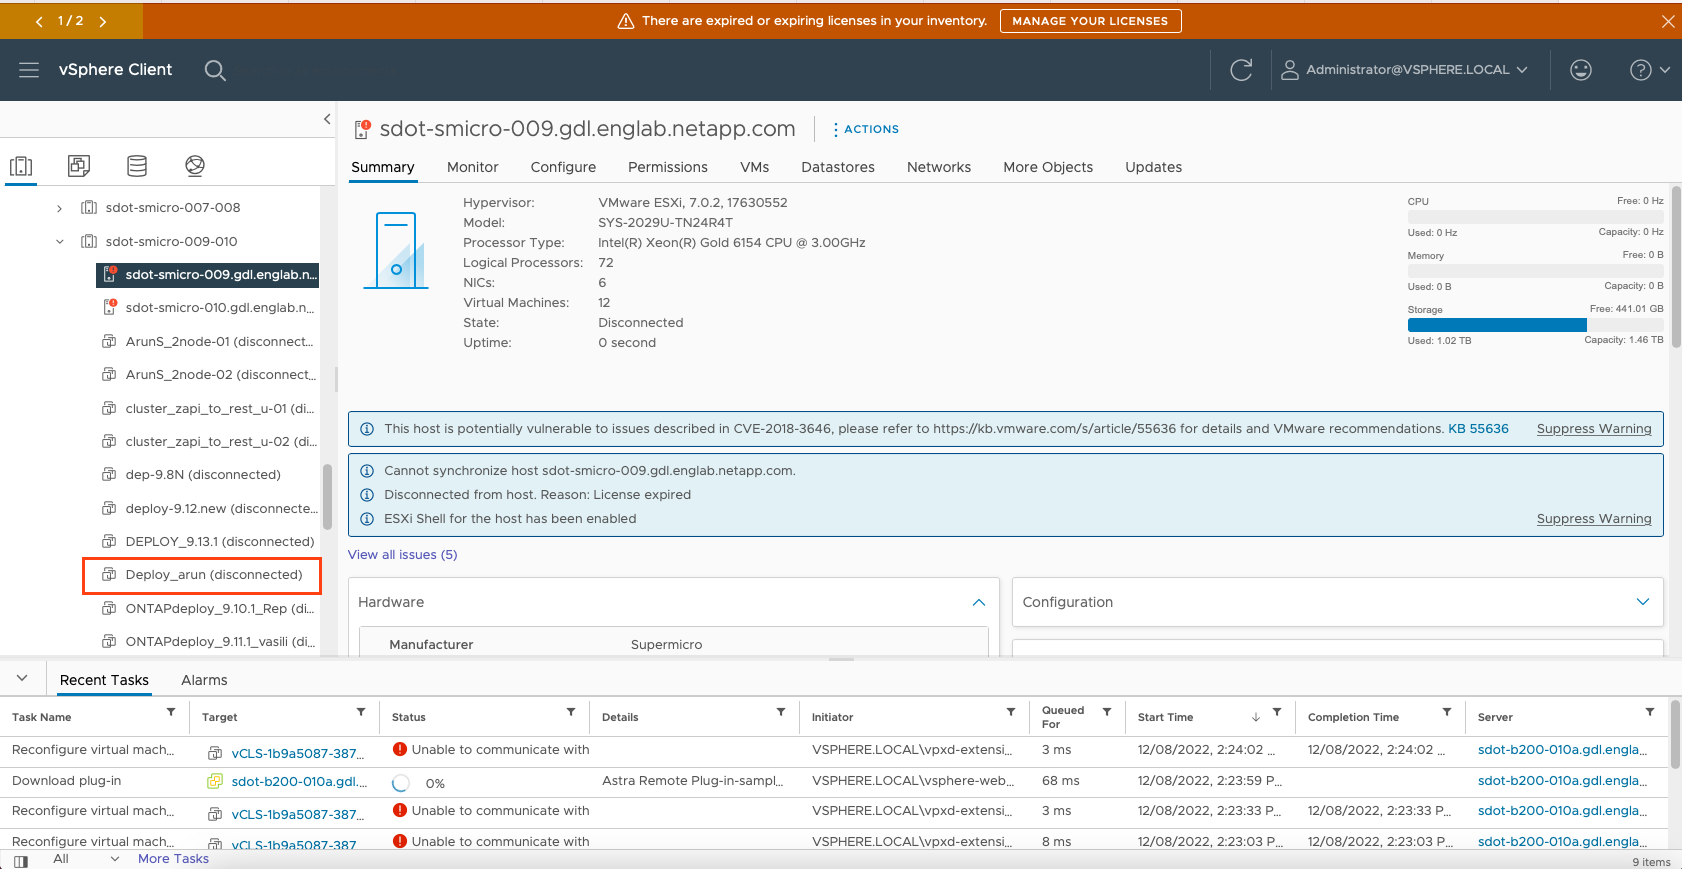 1 / 2
There are expired or expiring licenses in your inventory. MANAGE YOUR LICENSES
vSphere Client
Administrator@VSPHERE.LOCAL
sdot-smicro-009.gdl.englab.netapp.com ACTIONS
Summary Monitor Configure Permissions VMs Datastores Networks More Objects Updates
sdot-smicro-007-008
sdot-smicro-009-010
sdot-smicro-009.gdl.englab.n...
sdot-smicro-010.gdl.englab.n...
ArunS_2node-01 (disconnect...
ArunS_2node-02 (disconnect...
cluster_zapi_to_rest_u-01 (di...
cluster_zapi_to_rest_u-02 (di...
dep-9.8N (disconnected)
deploy-9.12.new (disconnecte...
DEPLOY_9.13.1 (disconnected)
Deploy_arun (disconnected)
ONTAPdeploy_9.10.1_Rep (di...
ONTAPdeploy_9.11.1_vasili (di...
Hypervisor: VMware ESXi, 7.0.2, 17630552
Model: SYS-2029U-TN24R4T
Processor Type: Intel(R) Xeon(R) Gold 6154 CPU @ 3.00GHz
Logical Processors: 72
NICs: 6
Virtual Machines: 12
State: Disconnected
Uptime: 0 second
CPU Free: 0 Hz
Used: 0 Hz Capacity: 0 Hz
Memory Free: 0 B
Used: 0 B Capacity: 0 B
Storage Free: 441.01 GB
Used: 1.02 TB Capacity: 1.46 TB
This host is potentially vulnerable to issues described in CVE-2018-3646, please refer to https://kb.vmware.com/s/article/55636 for details and VMware recommendations. KB 55636 Suppress Warning
Cannot synchronize host sdot-smicro-009.gdl.englab.netapp.com.
Disconnected from host. Reason: License expired
ESXi Shell for the host has been enabled Suppress Warning
View all issues (5)
Hardware
Manufacturer Supermicro
Configuration
Recent Tasks Alarms
Task Name Target Status Details Initiator Queued For Start Time Completion Time Server
Reconfigure virtual mach... vCLS-1b9a5087-387... Unable to communicate with VSPHERE.LOCAL\vpxd-extensi... 3 ms 12/08/2022, 2:24:02 ... 12/08/2022, 2:24:02 ... sdot-b200-010a.gdl.engla...
Download plug-in sdot-b200-010a.gdl.... 0% Astra Remote Plug-in-sampl... VSPHERE.LOCAL\vsphere-web... 68 ms 12/08/2022, 2:23:59 P... sdot-b200-010a.gdl.engla...
Reconfigure virtual mach... vCLS-1b9a5087-387... Unable to communicate with VSPHERE.LOCAL\vpxd-extensi... 3 ms 12/08/2022, 2:23:33 P... 12/08/2022, 2:23:33 P... sdot-b200-010a.gdl.engla...
Reconfigure virtual mach... vCLS-1b9a5087-387 Unable to communicate with VSPHERE.LOCAL\vpxd-extensi... 8 ms 12/08/2022, 2:23:03 P... 12/08/2022, 2:23:03 P... sdot-b200-010a.gdl.engla...
All More Tasks
9 items